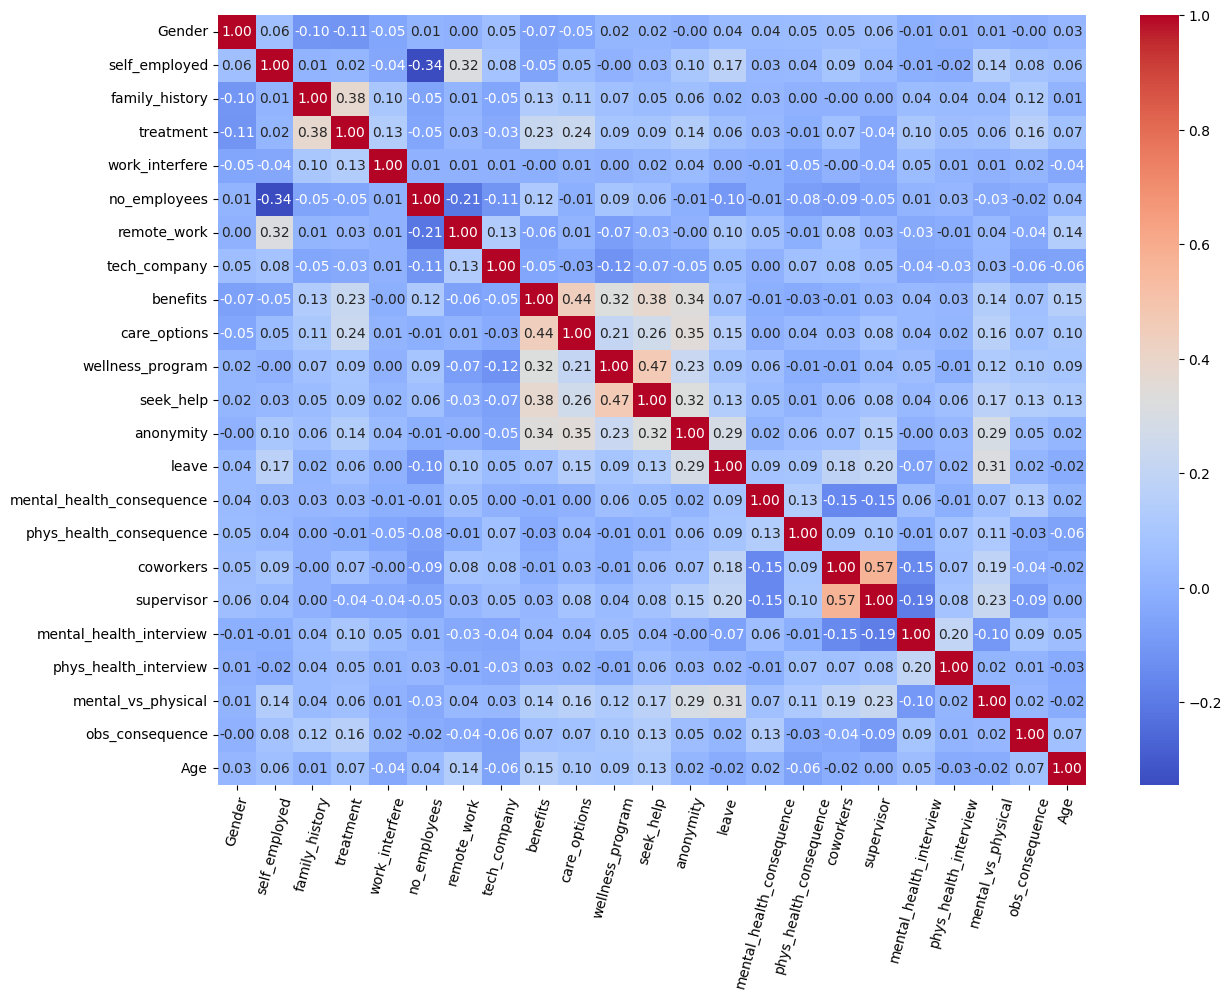 Gender 1.00 0.06 -0.10 -0.11 -0.05 0.01 0.00 0.05 -0.07 -0.05 0.02 0.02 -0.00 0.04 0.04 0.05 0.05 0.06 -0.01 0.01 0.01 -0.00 0.03
self_employed 0.06 1.00 0.01 0.02 -0.04 -0.34 0.32 0.08 -0.05 0.05 -0.00 0.03 0.10 0.17 0.03 0.04 0.09 0.04 -0.01 -0.02 0.14 0.08 0.06
family_history -0.10 0.01 1.00 0.38 0.10 -0.05 0.01 -0.05 0.13 0.11 0.07 0.05 0.06 0.02 0.03 0.00 -0.00 0.00 0.04 0.04 0.04 0.12 0.01
treatment -0.11 0.02 0.38 1.00 0.13 -0.05 0.03 -0.03 0.23 0.24 0.09 0.09 0.14 0.06 0.03 -0.01 0.07 -0.04 0.10 0.05 0.06 0.16 0.07
work_interfere -0.05 -0.04 0.10 0.13 1.00 0.01 0.01 0.01 -0.00 0.01 0.00 0.02 0.04 0.00 -0.01 -0.05 -0.00 -0.04 0.05 0.01 0.01 0.02 -0.04
no_employees 0.01 -0.34 -0.05 -0.05 0.01 1.00 -0.21 -0.11 0.12 -0.01 0.09 0.06 -0.01 -0.10 -0.01 -0.08 -0.09 -0.05 0.01 0.03 -0.03 -0.02 0.04
remote_work 0.00 0.32 0.01 0.03 0.01 -0.21 1.00 0.13 -0.06 0.01 -0.07 -0.03 -0.00 0.10 0.05 -0.01 0.08 0.03 -0.03 -0.01 0.04 -0.04 0.14
tech_company 0.05 0.08 -0.05 -0.03 0.01 -0.11 0.13 1.00 -0.05 -0.03 -0.12 -0.07 -0.05 0.05 0.00 0.07 0.08 0.05 -0.04 -0.03 0.03 -0.06 -0.06
benefits -0.07 -0.05 0.13 0.23 -0.00 0.12 -0.06 -0.05 1.00 0.44 0.32 0.38 0.34 0.07 -0.01 -0.03 -0.01 0.03 0.04 0.03 0.14 0.07 0.15
care_options -0.05 0.05 0.11 0.24 0.01 -0.01 0.01 -0.03 0.44 1.00 0.21 0.26 0.35 0.15 0.00 0.04 0.03 0.08 0.04 0.02 0.16 0.07 0.10
wellness_program 0.02 -0.00 0.07 0.09 0.00 0.09 -0.07 -0.12 0.32 0.21 1.00 0.47 0.23 0.09 0.06 -0.01 -0.01 0.04 0.05 -0.01 0.12 0.10 0.09
seek_help 0.02 0.03 0.05 0.09 0.02 0.06 -0.03 -0.07 0.38 0.26 0.47 1.00 0.32 0.13 0.05 0.01 0.06 0.08 0.04 0.06 0.17 0.13 0.13
anonymity -0.00 0.10 0.06 0.14 0.04 -0.01 -0.00 -0.05 0.34 0.35 0.23 0.32 1.00 0.29 0.02 0.06 0.07 0.15 -0.00 0.03 0.29 0.05 0.02
leave 0.04 0.17 0.02 0.06 0.00 -0.10 0.10 0.05 0.07 0.15 0.09 0.13 0.29 1.00 0.09 0.09 0.18 0.20 -0.07 0.02 0.31 0.02 -0.02
mental_health_consequence 0.04 0.03 0.03 0.03 -0.01 -0.01 0.05 0.00 -0.01 0.00 0.06 0.05 0.02 0.09 1.00 0.13 -0.15 -0.15 0.06 -0.01 0.07 0.13 0.02
phys_health_consequence 0.05 0.04 0.00 -0.01 -0.05 -0.08 -0.01 0.07 -0.03 0.04 -0.01 0.01 0.06 0.09 0.13 1.00 0.09 0.10 -0.01 0.07 0.11 -0.03 -0.06
coworkers 0.05 0.09 -0.00 0.07 -0.00 -0.09 0.08 0.08 -0.01 0.03 -0.01 0.06 0.07 0.18 -0.15 0.09 1.00 0.57 -0.15 0.07 0.19 -0.04 -0.02
supervisor 0.06 0.04 0.00 -0.04 -0.04 -0.05 0.03 0.05 0.03 0.08 0.04 0.08 0.15 0.20 -0.15 0.10 0.57 1.00 -0.19 0.08 0.23 -0.09 0.00
mental_health_interview -0.01 -0.01 0.04 0.10 0.05 0.01 -0.03 -0.04 0.04 0.04 0.05 0.04 -0.00 -0.07 0.06 -0.01 -0.15 -0.19 1.00 0.20 -0.10 0.09 0.05
phys_health_interview 0.01 -0.02 0.04 0.05 0.01 0.03 -0.01 -0.03 0.03 0.02 -0.01 0.06 0.03 0.02 -0.01 0.07 0.07 0.08 0.20 1.00 0.02 0.01 -0.03
mental_vs_physical 0.01 0.14 0.04 0.06 0.01 -0.03 0.04 0.03 0.14 0.16 0.12 0.17 0.29 0.31 0.07 0.11 0.19 0.23 -0.10 0.02 1.00 0.02 -0.02
obs_consequence -0.00 0.08 0.12 0.16 0.02 -0.02 -0.04 -0.06 0.07 0.07 0.10 0.13 0.05 0.02 0.13 -0.03 -0.04 -0.09 0.09 0.01 0.02 1.00 0.07
Age 0.03 0.06 0.01 0.07 -0.04 0.04 0.14 -0.06 0.15 0.10 0.09 0.13 0.02 -0.02 0.02 -0.06 -0.02 0.00 0.05 -0.03 -0.02 0.07 1.00
Gender
self_employed
family_history
treatment
work_interfere
no_employees
remote_work
tech_company
benefits
care_options
wellness_program
seek_help
anonymity
leave
mental_health_consequence
phys_health_consequence
coworkers
supervisor
mental_health_interview
phys_health_interview
mental_vs_physical
obs_consequence
Age
1.0
0.8
0.6
0.4
0.2
0.0
−0.2